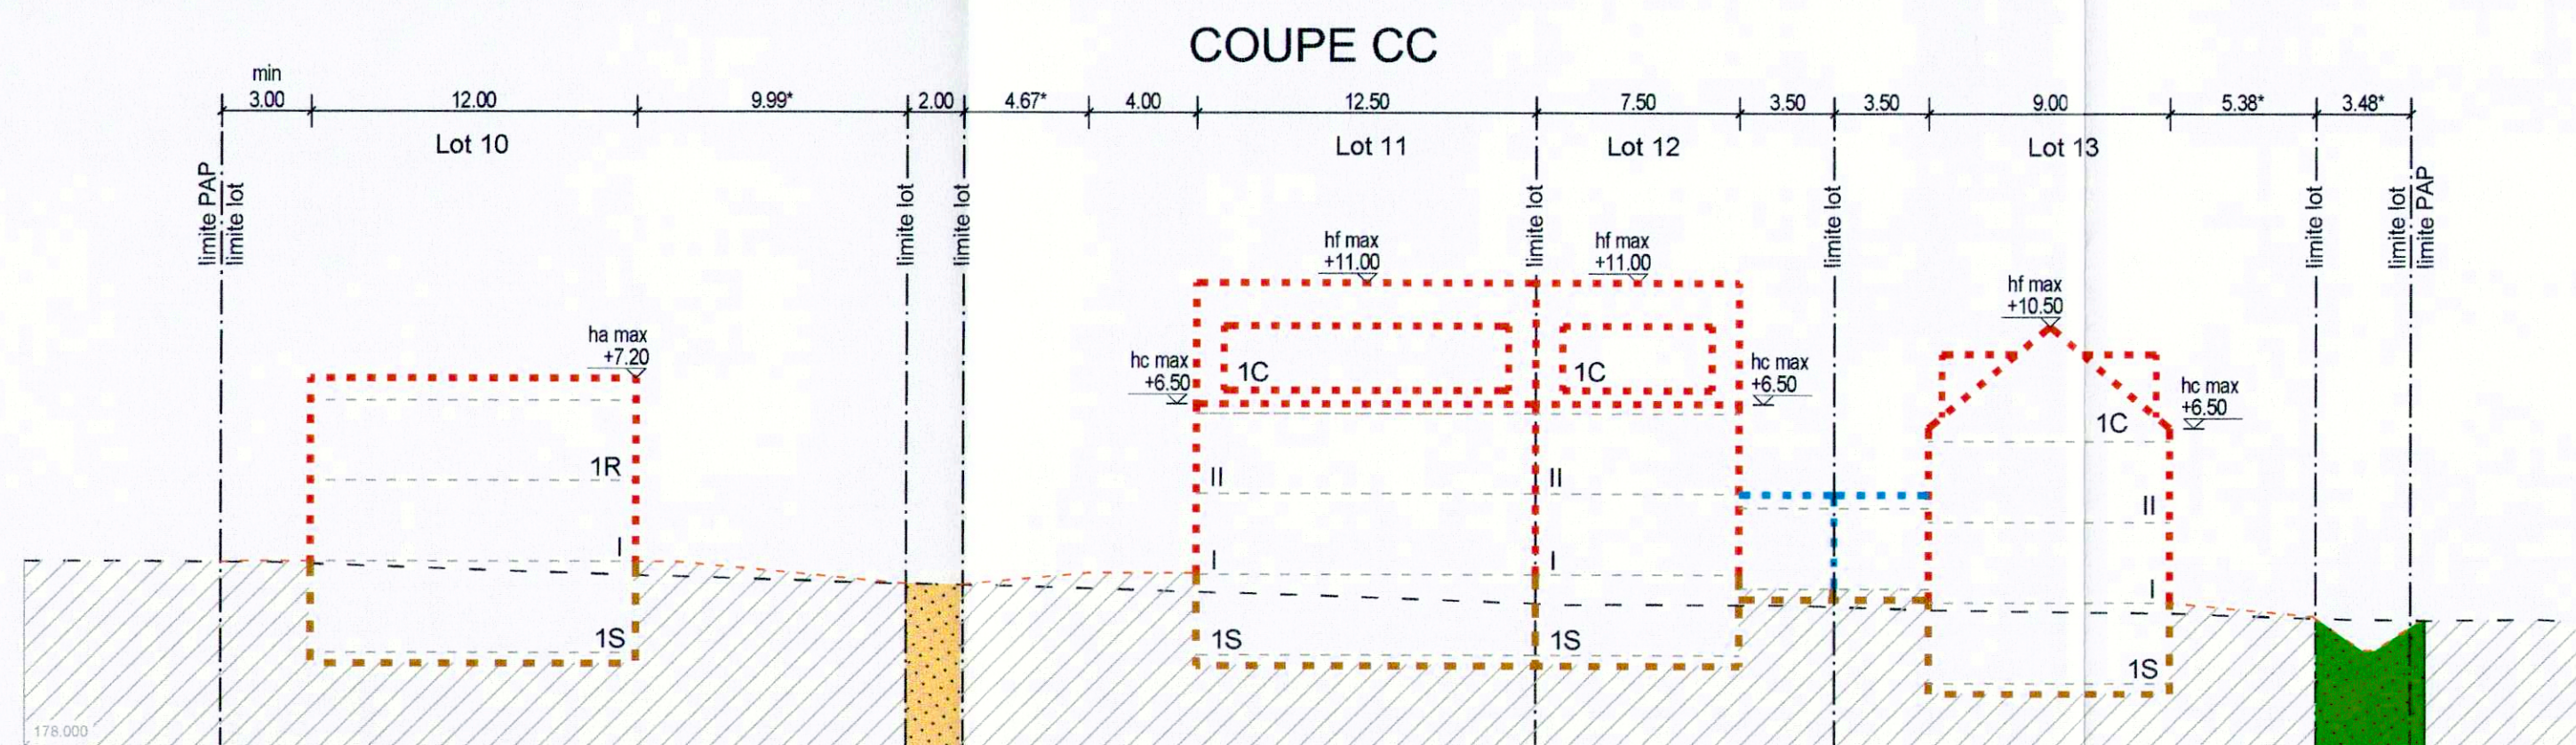 COUPE CC
min
3.00 12.00 9.99* 2.00 4.67* 4.00 12.50 7.50 3.50 3.50 9.00 5.38* 3.48*
Lot 10 Lot 11 Lot 12 Lot 13
limite PAP
limite lot
limite lot
limite lot
limite lot
limite lot
limite lot
limite lot
limite PAP
hf max
+11.00
hf max
+11.00
hf max
+10.50
ha max
+7.20
hc max
+6.50
hc max
+6.50
hc max
+6.50
1C
1C
1C
1R
II
II
II
I
I
I
I
1S
1S
1S
1S
178.000